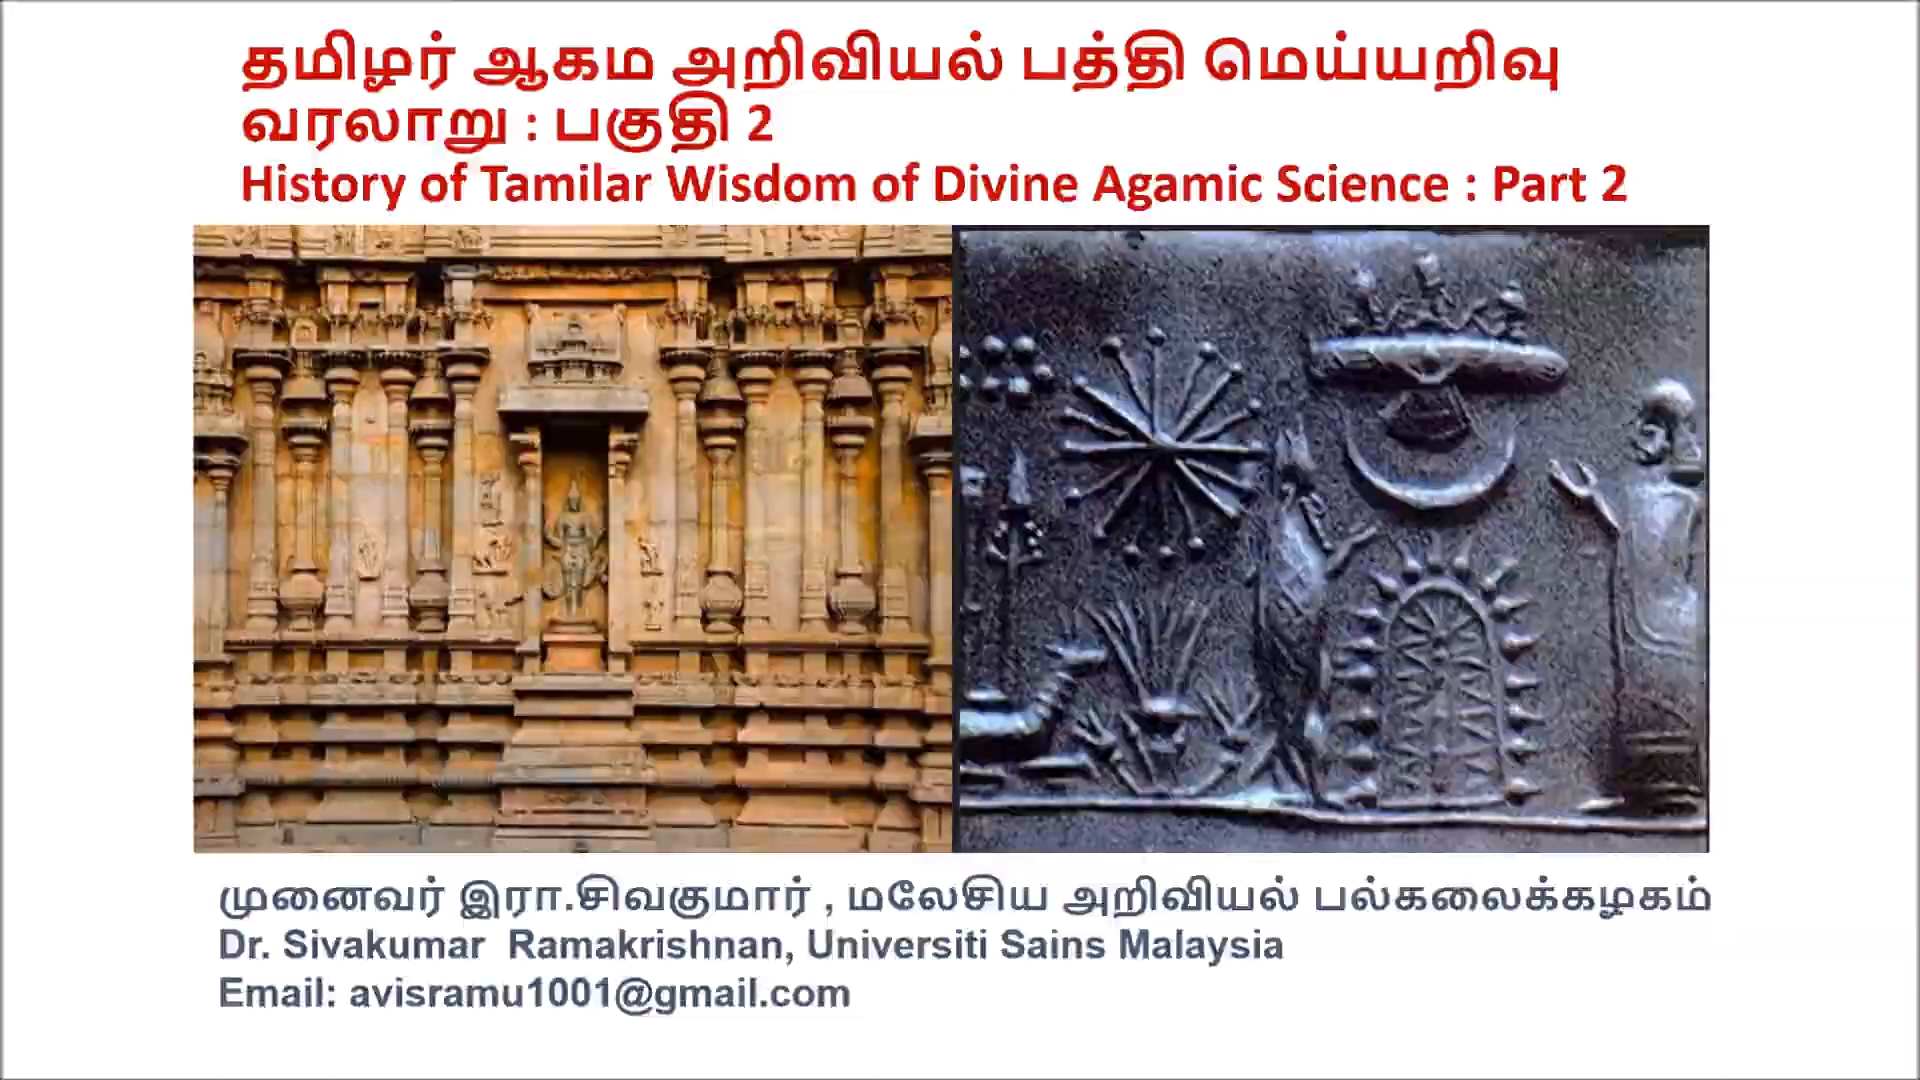 தமிழர் ஆகம அறிவியல் பத்தி மெய்யறிவு
வரலாறு : பகுதி 2
History of Tamilar Wisdom of Divine Agamic Science : Part 2
முனைவர் இரா.சிவகுமார் , மலேசிய அறிவியல் பல்கலைக்கழகம்
Dr. Sivakumar  Ramakrishnan, Universiti Sains Malaysia
Email: avisramu1001@gmail.com